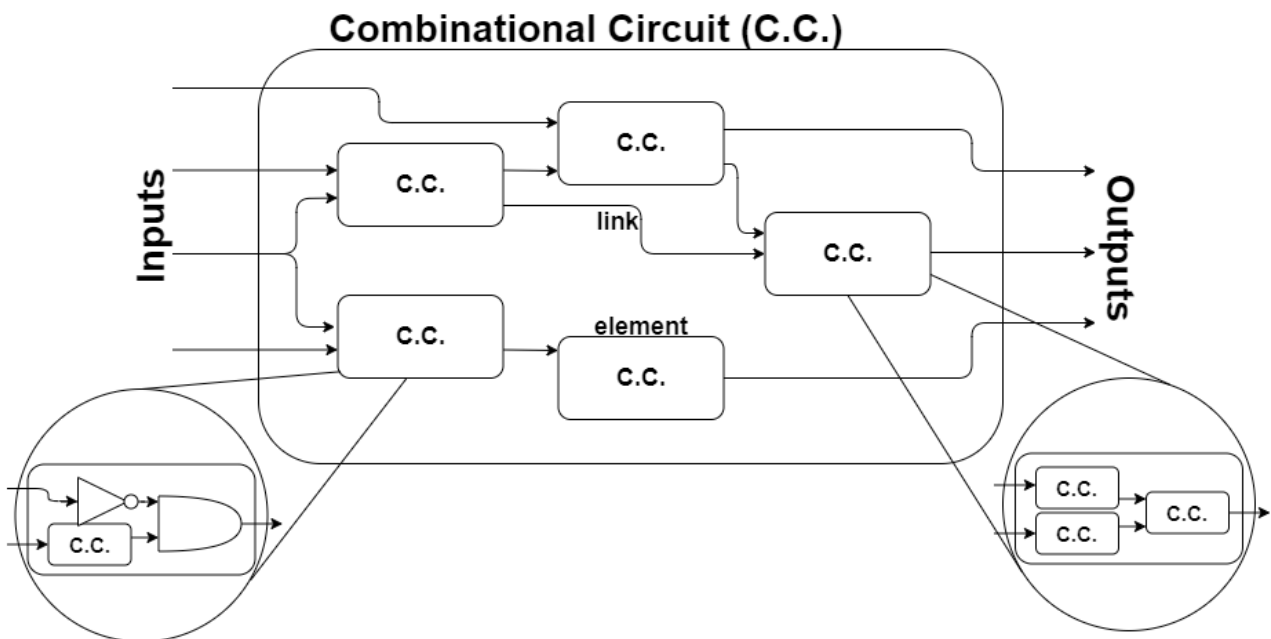 Combinational Circuit (C.C.)
Inputs
C.C.
C.C.
link
C.C.
Outputs
C.C.
element
C.C.
C.C.
C.C.
C.C.
C.C.